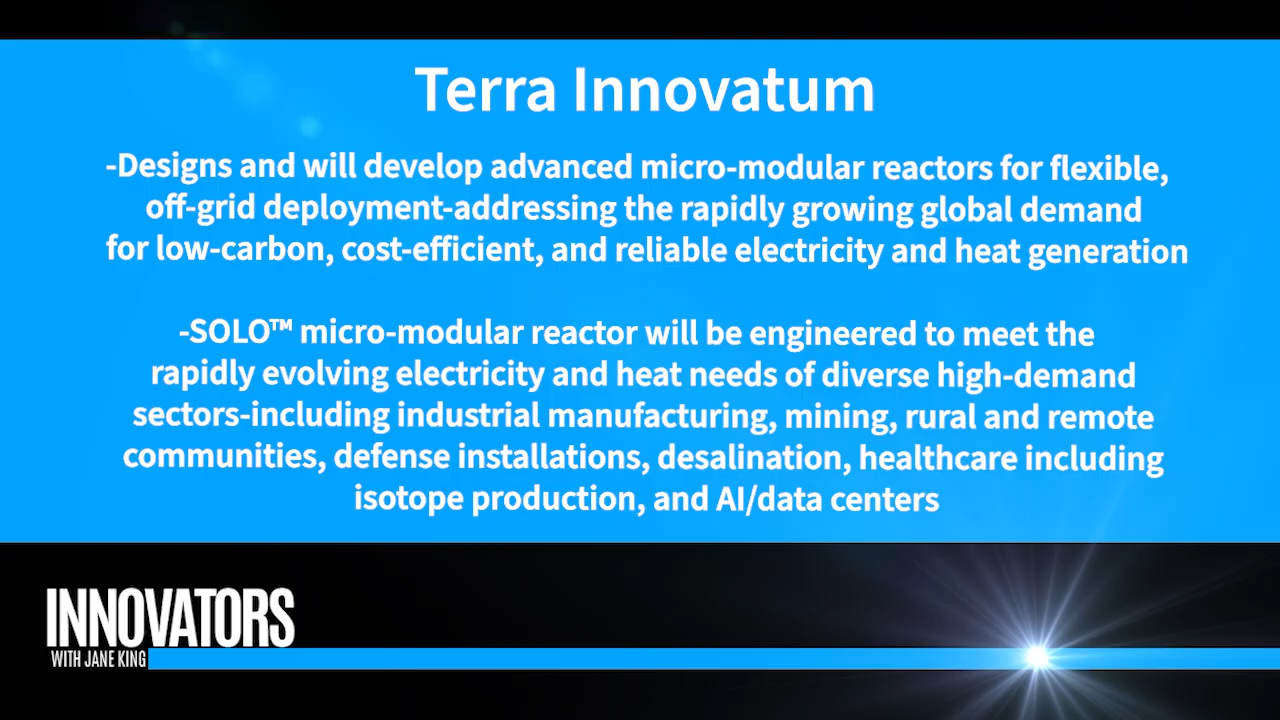 Terra Innovatum
-Designs and will develop advanced micro-modular reactors for flexible,
off-grid deployment-addressing the rapidly growing global demand
for low-carbon, cost-efficient, and reliable electricity and heat generation
-SOLO™ micro-modular reactor will be engineered to meet the
rapidly evolving electricity and heat needs of diverse high-demand
sectors-including industrial manufacturing, mining, rural and remote
communities, defense installations, desalination, healthcare including
isotope production, and AI/data centers
INNOVATORS
WITH JANE KING